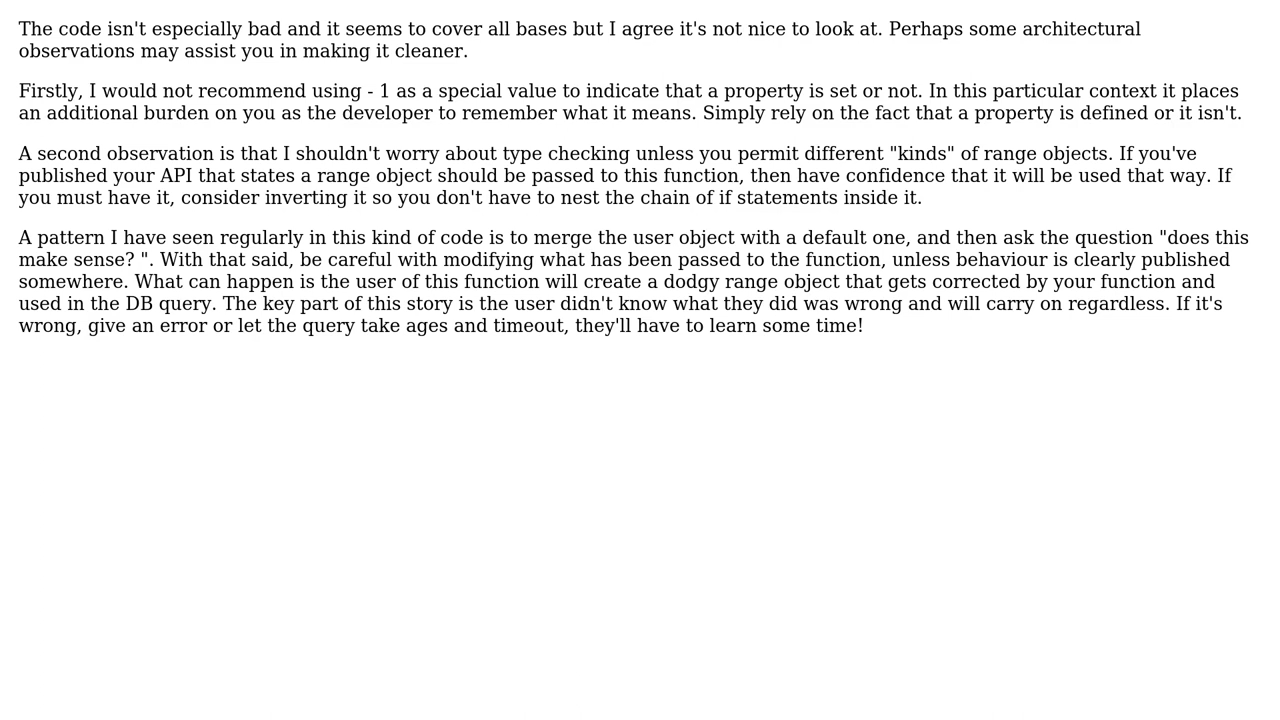 The code isn't especially bad and it seems to cover all bases but I agree it's not nice to look at. Perhaps some architectural
observations may assist you in making it cleaner.
Firstly, I would not recommend using - 1 as a special value to indicate that a property is set or not. In this particular context it places
an additional burden on you as the developer to remember what it means. Simply rely on the fact that a property is defined or it isn't.
A second observation is that I shouldn't worry about type checking unless you permit different "kinds" of range objects. If you've
published your API that states a range object should be passed to this function, then have confidence that it will be used that way. If
you must have it, consider inverting it so you don't have to nest the chain of if statements inside it.
A pattern I have seen regularly in this kind of code is to merge the user object with a default one, and then ask the question "does this
make sense? ". With that said, be careful with modifying what has been passed to the function, unless behaviour is clearly published
somewhere. What can happen is the user of this function will create a dodgy range object that gets corrected by your function and
used in the DB query. The key part of this story is the user didn't know what they did was wrong and will carry on regardless. If it's
wrong, give an error or let the query take ages and timeout, they'll have to learn some time!